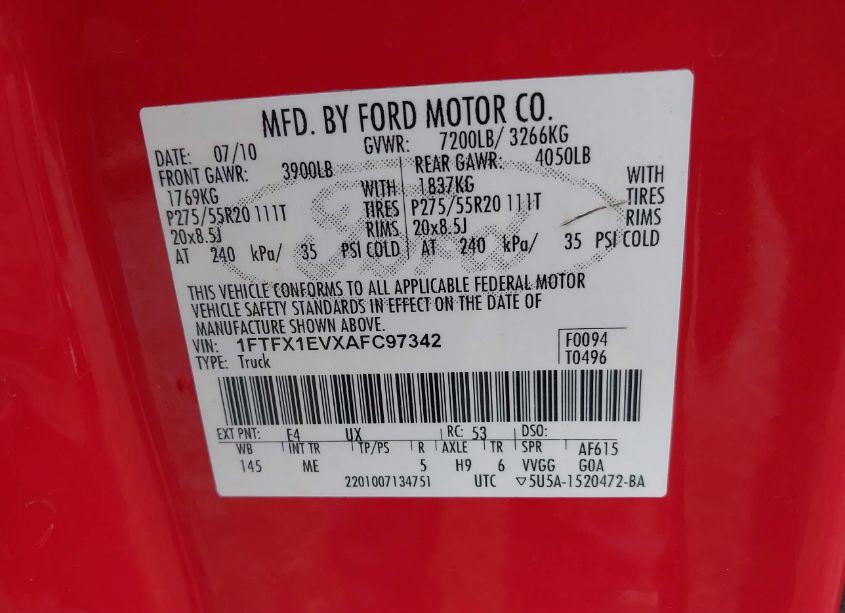 MFD. BY FORD MOTOR CO.
DATE: 07/10 GVWR: 7200LB/ 3266KG
FRONT GAWR: 3900LB REAR GAWR: 4050LB
1769KG WITH 1837KG WITH
P275/55R20 111T TIRES P275/55R20 111T TIRES
20x8.5J RIMS 20x8.5J RIMS
AT 240 kPa/ 35 PSI COLD AT 240 kPa/ 35 PSI COLD
THIS VEHICLE CONFORMS TO ALL APPLICABLE FEDERAL MOTOR
VEHICLE SAFETY STANDARDS IN EFFECT ON THE DATE OF
MANUFACTURE SHOWN ABOVE.
VIN: 1FTFX1EVXAFC97342 F0094
TYPE: Truck T0496
EXT PNT: E4 UX RC: 53 DSO:
WB INT TR TP/PS R AXLE TR SPR AF615
145 ME 5 H9 6 VVGG GOA
2201007134751 UTC ▽5U5A-1520472-BA